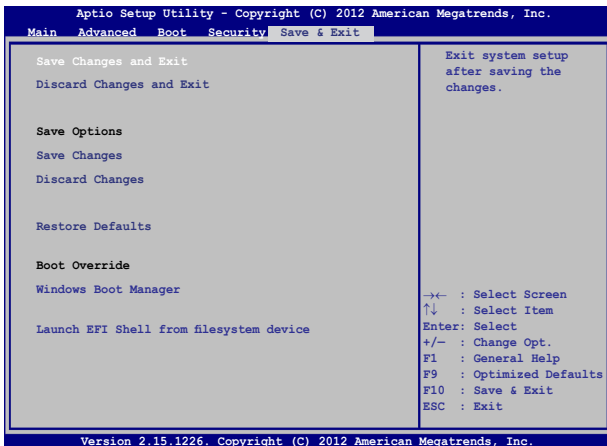 Aptio Setup Utility - Copyright (C) 2012 American Megatrends, Inc.
Main Advanced Boot Security Save & Exit
Save Changes and Exit
Discard Changes and Exit
Save Options
Save Changes
Discard Changes
Restore Defaults
Boot Override
Windows Boot Manager
Launch EFI Shell from filesystem device
Exit system setup
after saving the
changes.
→← : Select Screen
↑↓ : Select Item
Enter: Select
+/— : Change Opt.
F1 : General Help
F9 : Optimized Defaults
F10 : Save & Exit
ESC : Exit
Version 2.15.1226. Copyright (C) 2012 American Megatrends, Inc.